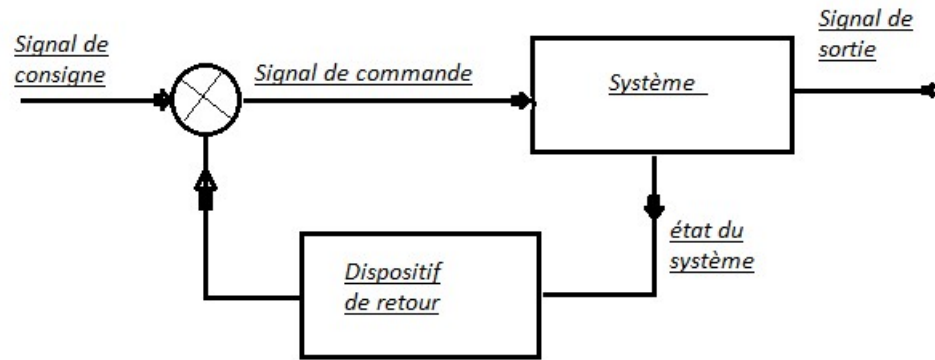 Signal de
consigne
Signal de commande
Système
Signal de
sortie
état du
système
Dispositif
de retour